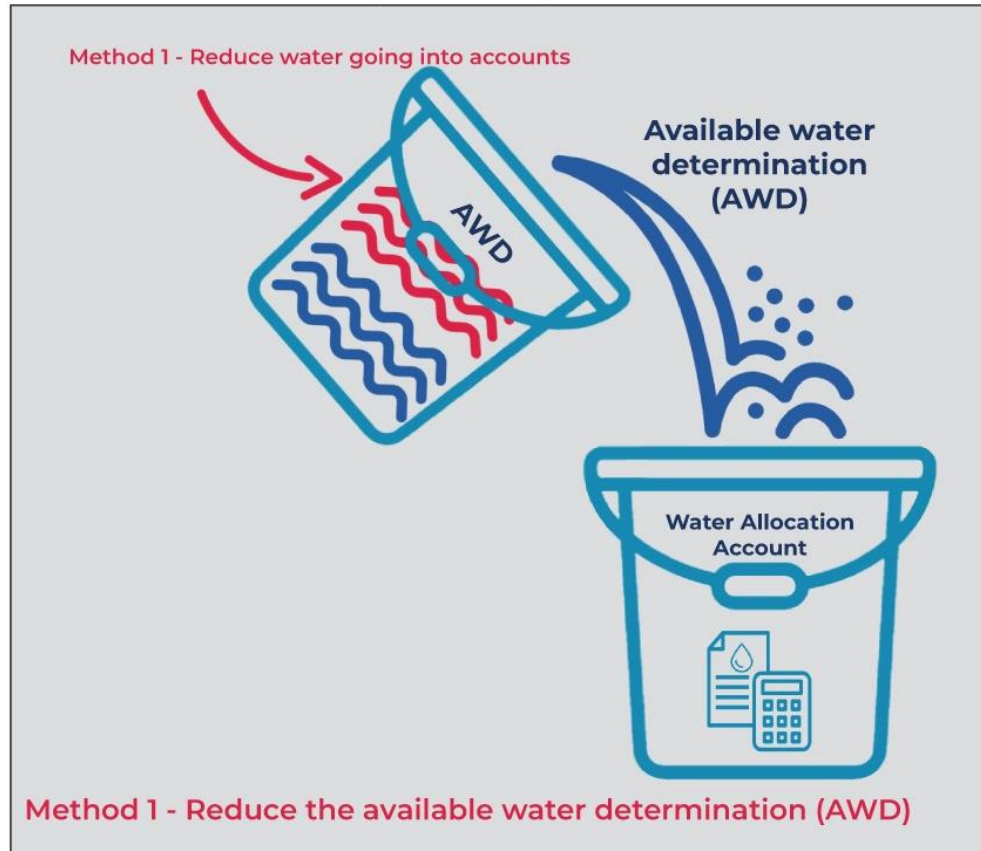 Method 1 - Reduce water going into accounts
Available water
determination
(AWD)
AWD
Water Allocation
Account
Method 1 - Reduce the available water determination (AWD)